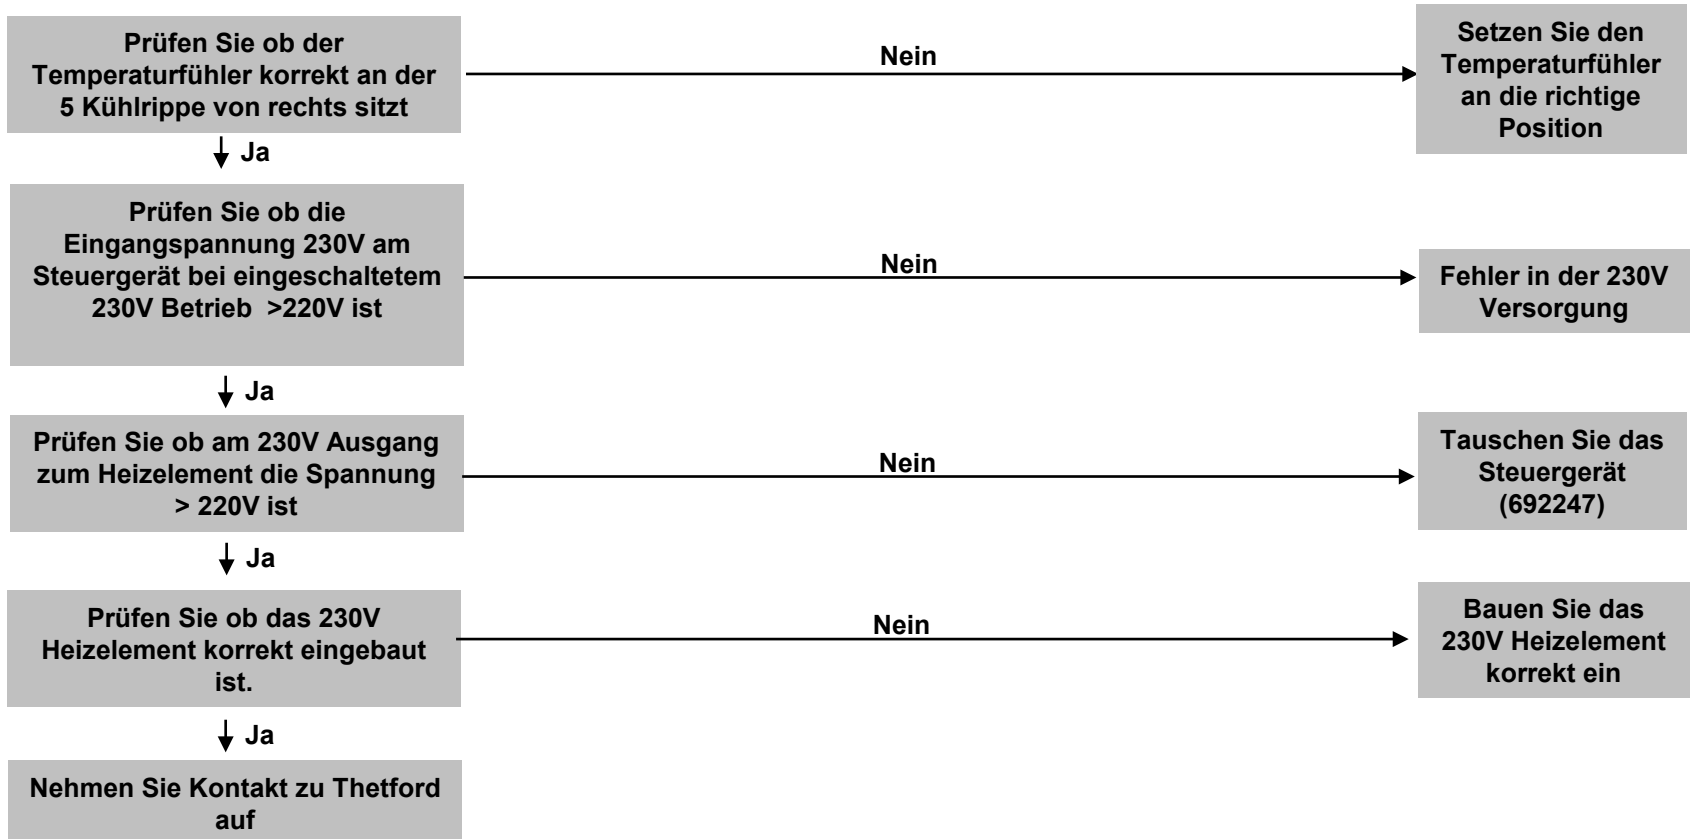 Prüfen Sie ob der
Temperaturfühler korrekt an der
5 Kühlrippe von rechts sitzt
Nein
Setzen Sie den
Temperaturfühler
an die richtige
Position
Ja
Prüfen Sie ob die
Eingangspannung 230V am
Steuergerät bei eingeschaltetem
230V Betrieb >220V ist
Nein
Fehler in der 230V
Versorgung
Ja
Prüfen Sie ob am 230V Ausgang
zum Heizelement die Spannung
> 220V ist
Nein
Tauschen Sie das
Steuergerät
(692247)
Ja
Prüfen Sie ob das 230V
Heizelement korrekt eingebaut
ist.
Nein
Bauen Sie das
230V Heizelement
korrekt ein
Ja
Nehmen Sie Kontakt zu Thetford
auf